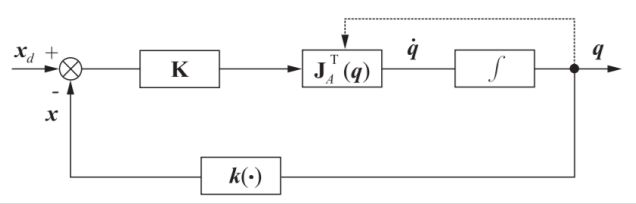 x_d +
K
J_A^T(q)
q̇
∫
q
-
x
k(·)